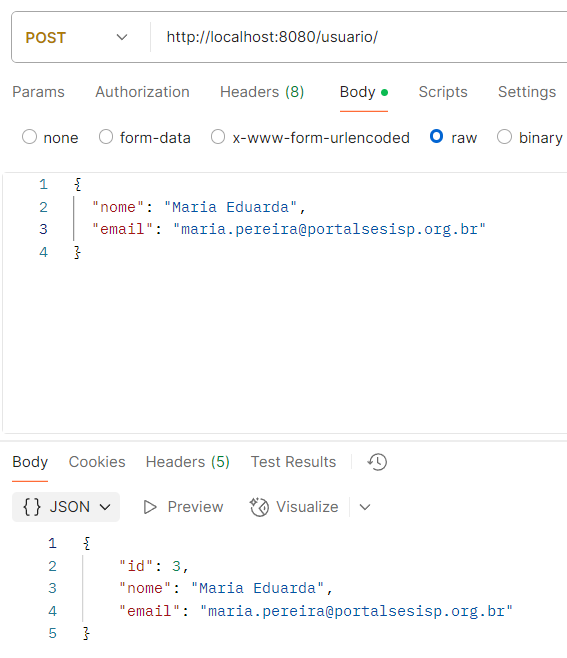 POST http://localhost:8080/usuario/
Params Authorization Headers (8) Body Scripts Settings
none form-data x-www-form-urlencoded raw binary
1 {
2 "nome": "Maria Eduarda",
3 "email": "maria.pereira@portalsesisp.org.br"
4 }
Body Cookies Headers (5) Test Results
{} JSON Preview Visualize
1 {
2 "id": 3,
3 "nome": "Maria Eduarda",
4 "email": "maria.pereira@portalsesisp.org.br"
5 }